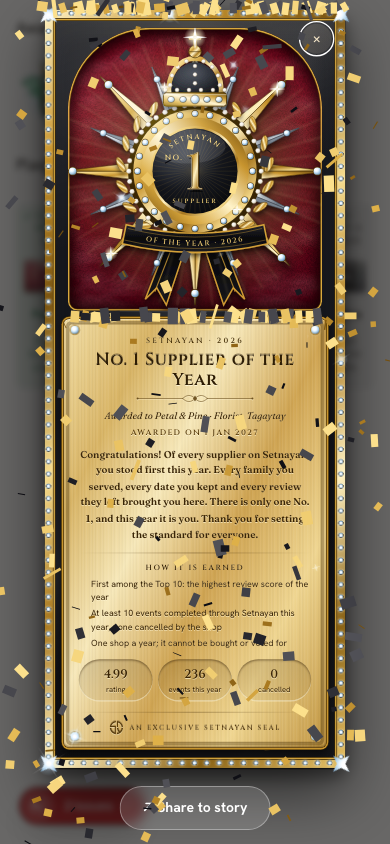 ×
SETNAYAN
NO.
1
SUPPLIER
OF THE YEAR · 2026
SETNAYAN · 2026
No. 1 Supplier of the
Year
Awarded to Petal & Pine Florist Tagaytay
AWARDED ON JAN 2027
Congratulations! Of every supplier on Setnayan,
you stood first this year. Every family you
served, every date you kept and every review
they left brought you here. There is only one No.
1, and this year it is you. Thank you for setting
the standard for everyone.
HOW IT IS EARNED
First among the Top 10: the highest review score of the
year
At least 10 events completed through Setnayan this
year, none cancelled by the shop
One shop a year; it cannot be bought or voted for
4.99
236
0
rating
events this year
cancelled
AN EXCLUSIVE SETNAYAN SEAL
Share to story